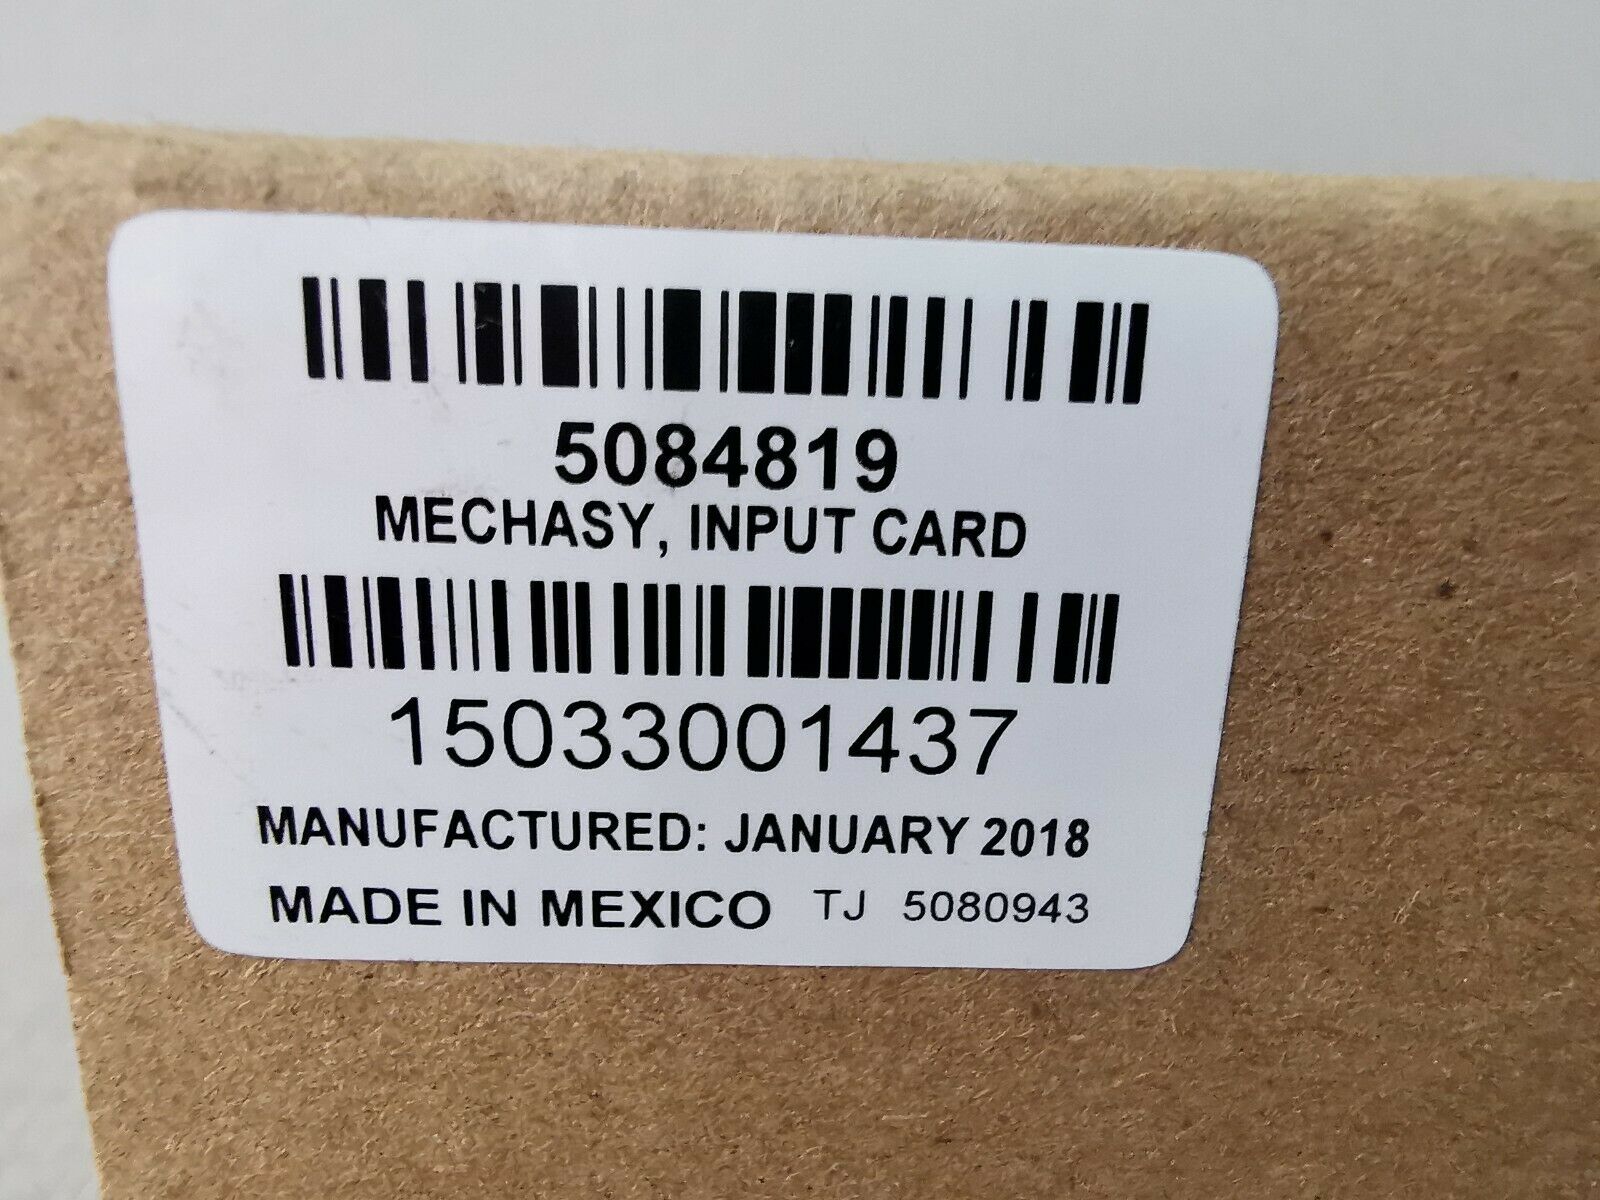 5084819
MECHASY, INPUT CARD
15033001437
MANUFACTURED: JANUARY 2018
MADE IN MEXICO TJ 5080943